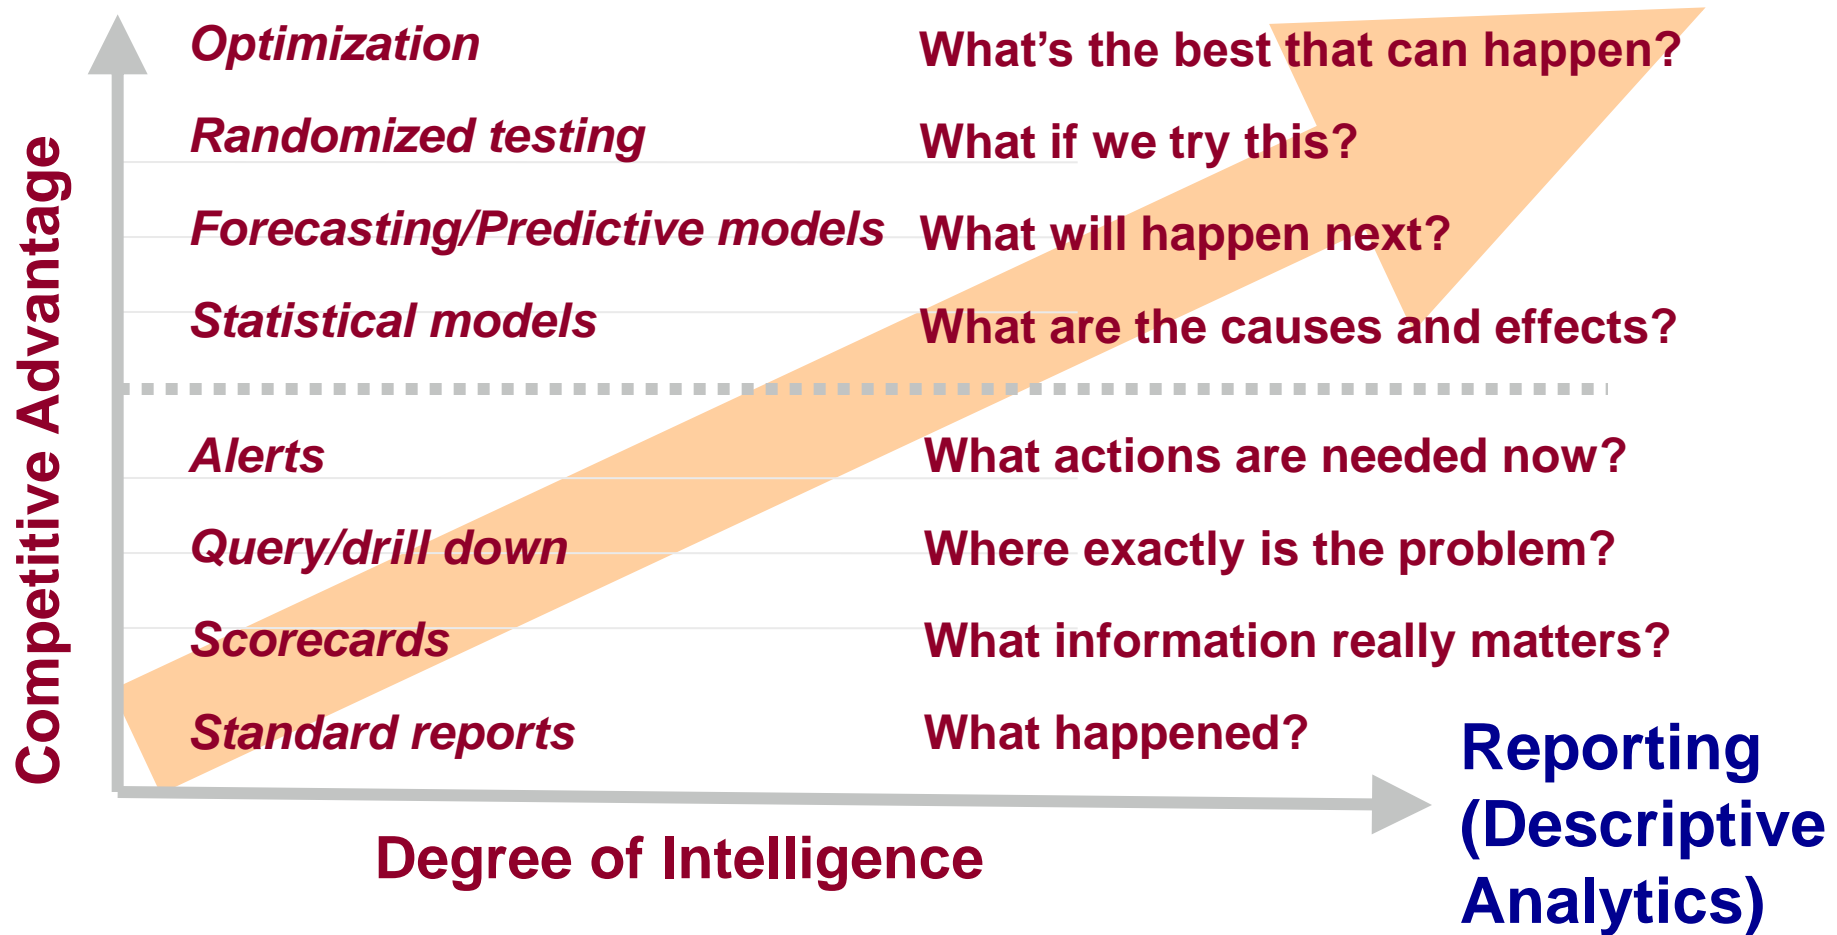 Competitive Advantage
Optimization What’s the best that can happen?
Randomized testing What if we try this?
Forecasting/Predictive models What will happen next?
Statistical models What are the causes and effects?
Alerts What actions are needed now?
Query/drill down Where exactly is the problem?
Scorecards What information really matters?
Standard reports What happened?
Degree of Intelligence
Reporting
(Descriptive
Analytics)